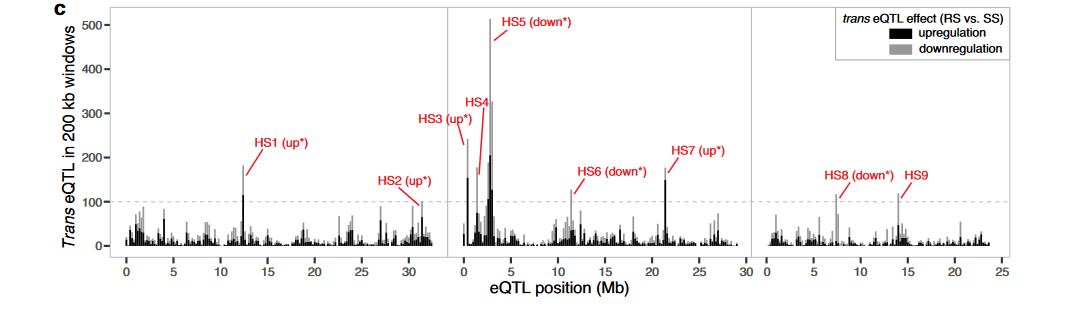 c
trans eQTL effect (RS vs. SS)
upregulation
downregulation
Trans eQTL in 200 kb windows
500
400
300
200
100
0
HS1 (up*)
HS2 (up*)
HS3 (up*)
HS4
HS5 (down*)
HS6 (down*)
HS7 (up*)
HS8 (down*)
HS9
0 5 10 15 20 25 30
0 5 10 15 20 25 30
0 5 10 15 20 25
eQTL position (Mb)